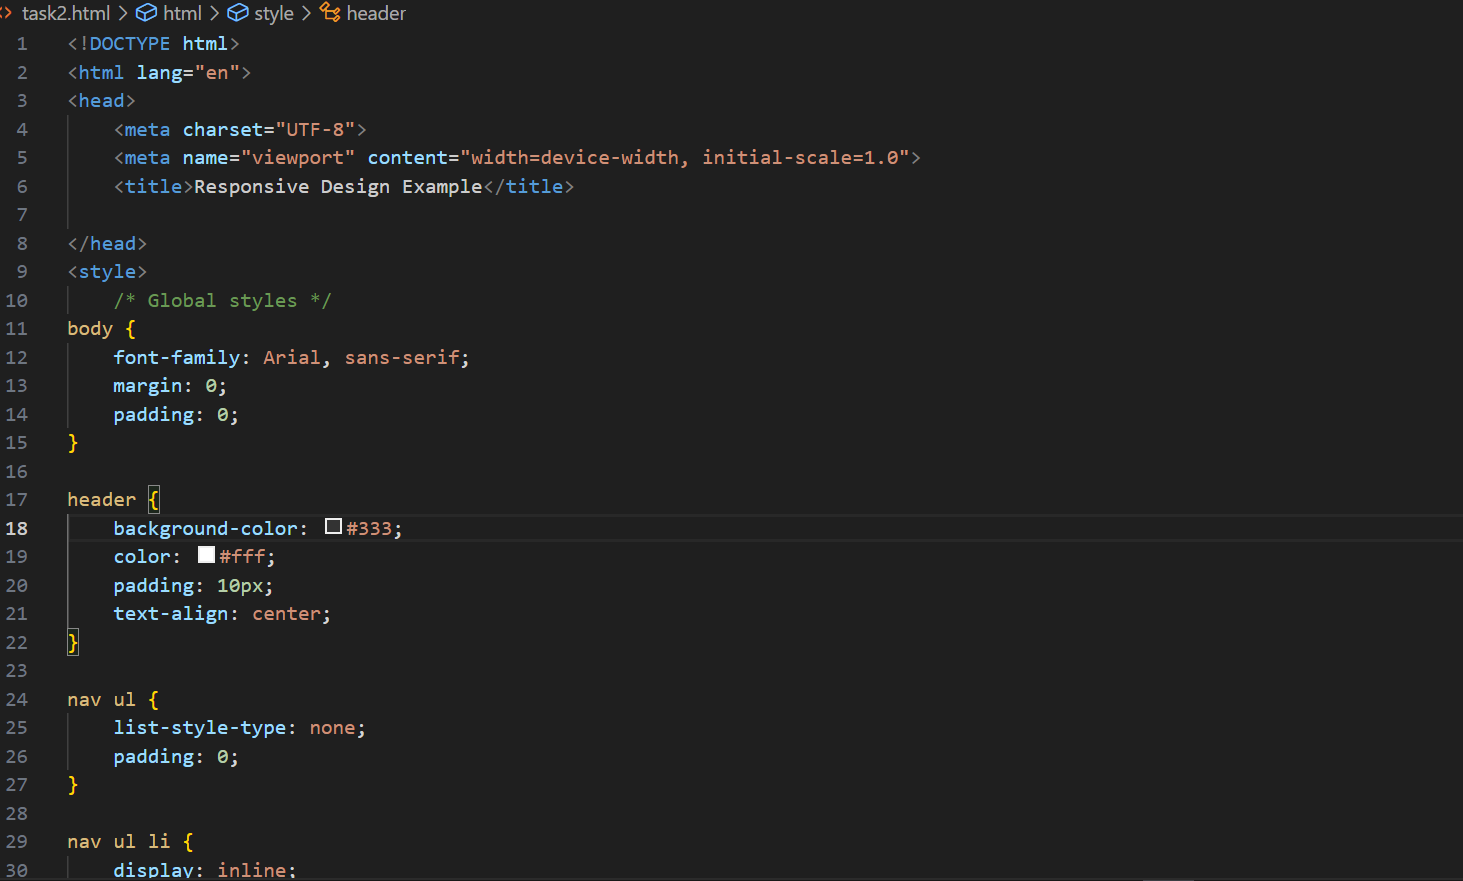 task2.html > html > style > header
1 <!DOCTYPE html>
2 <html lang="en">
3 <head>
4     <meta charset="UTF-8">
5     <meta name="viewport" content="width=device-width, initial-scale=1.0">
6     <title>Responsive Design Example</title>
7
8 </head>
9 <style>
10     /* Global styles */
11 body {
12     font-family: Arial, sans-serif;
13     margin: 0;
14     padding: 0;
15 }
16
17 header {
18     background-color: #333;
19     color: #fff;
20     padding: 10px;
21     text-align: center;
22 }
23
24 nav ul {
25     list-style-type: none;
26     padding: 0;
27 }
28
29 nav ul li {
30     display: inline;